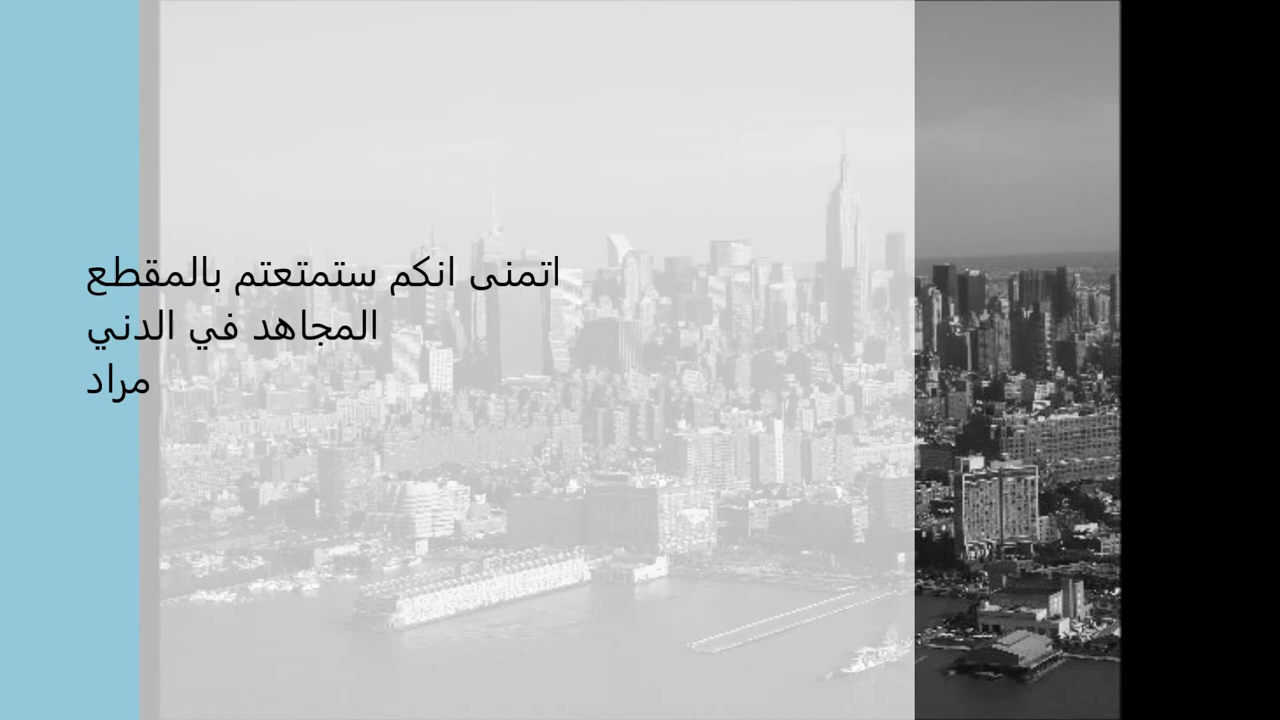 اتمنى انكم ستمتعتم بالمقطع
المجاهد في الدني
مراد